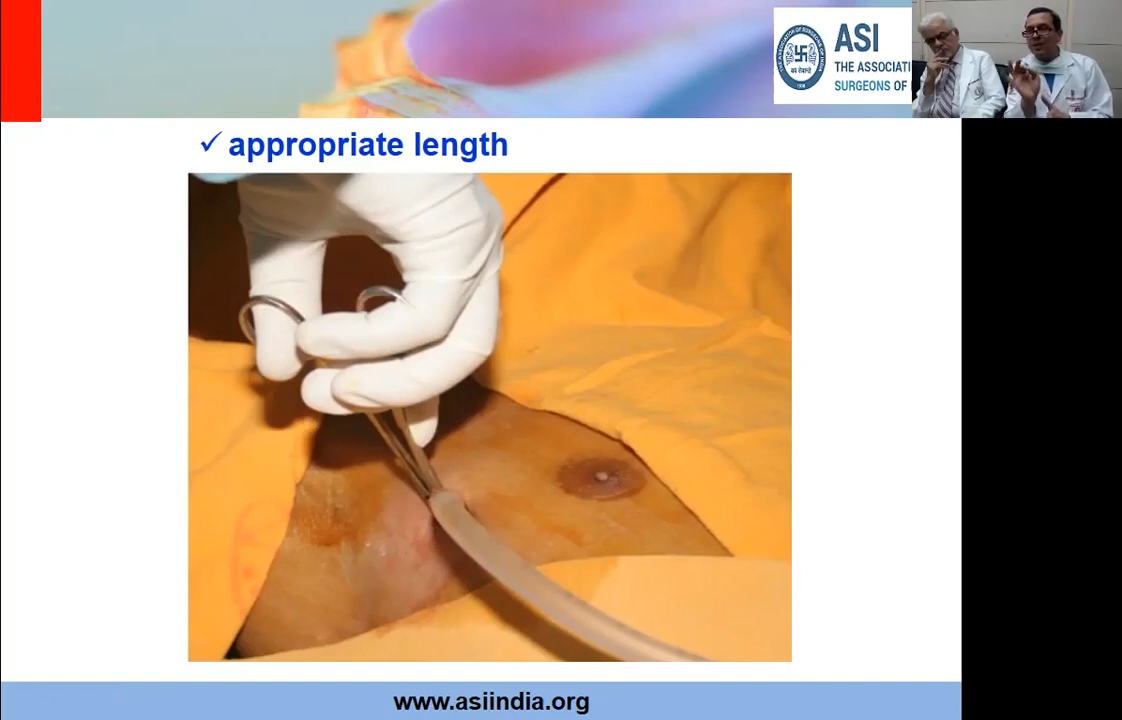 ASI
THE ASSOCIATI
SURGEONS OF
✓ appropriate length
www.asiindia.org